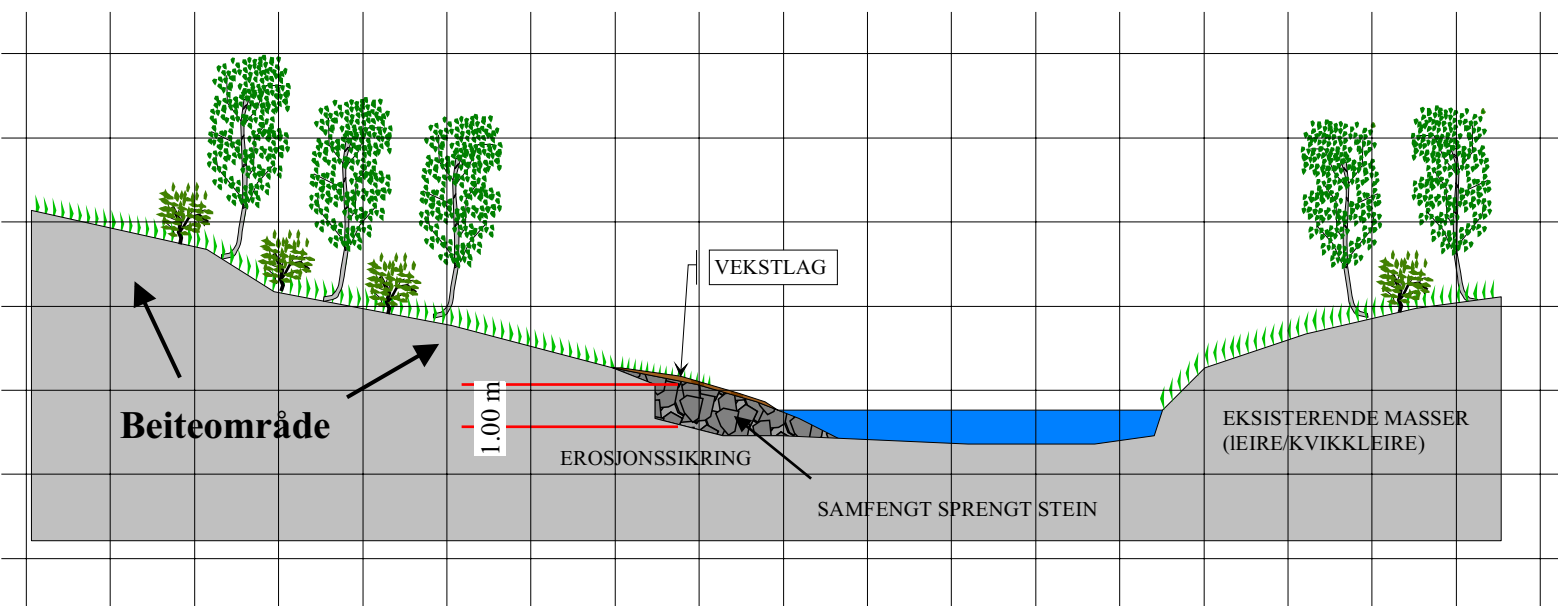 VEKSTLAG
Beiteområde
1.00 m
EROSJONSSIKRING
EKSISTERENDE MASSER
(lEIRE/KVIKKLEIRE)
SAMFENGT SPRENGT STEIN